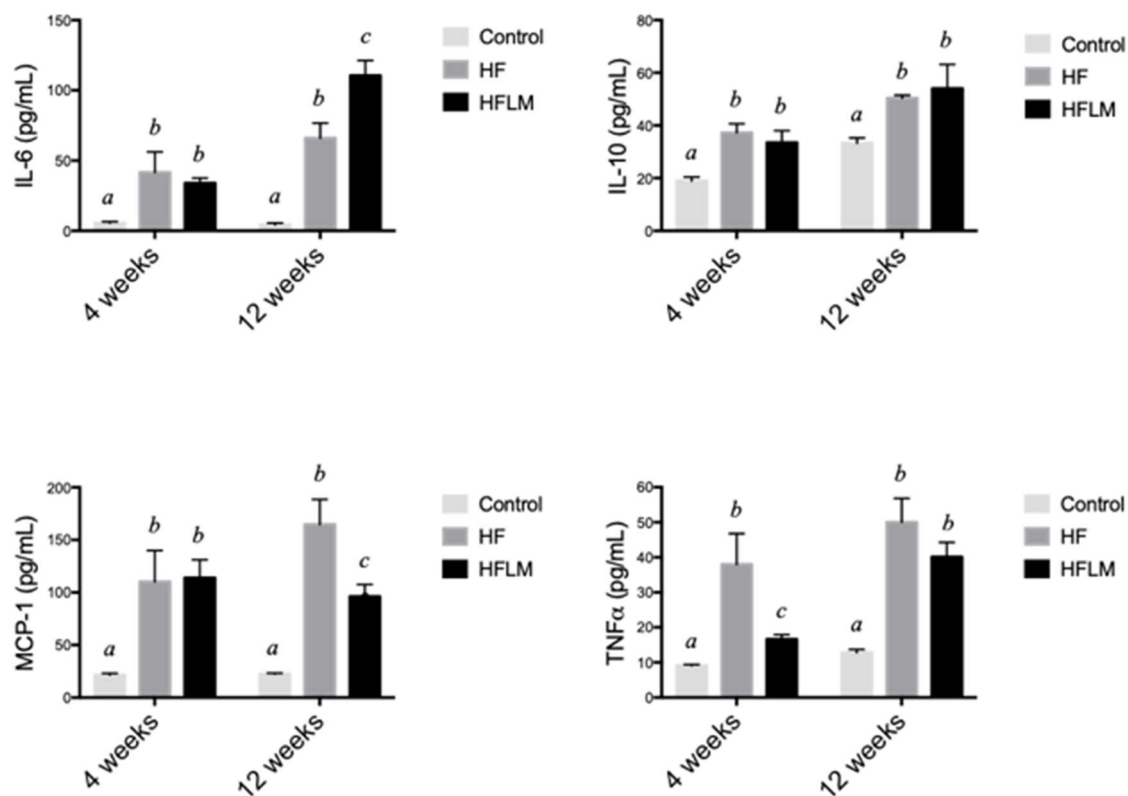 IL-6 (pg/mL)
150
100
50
0
a
b
b
a
b
c
4 weeks
12 weeks
Control
HF
HFLM
IL-10 (pg/mL)
80
60
40
20
0
a
b
b
a
b
b
4 weeks
12 weeks
Control
HF
HFLM
MCP-1 (pg/mL)
200
150
100
50
0
a
b
b
a
b
c
4 weeks
12 weeks
Control
HF
HFLM
TNFα (pg/mL)
60
50
40
30
20
10
0
a
b
c
a
b
b
4 weeks
12 weeks
Control
HF
HFLM